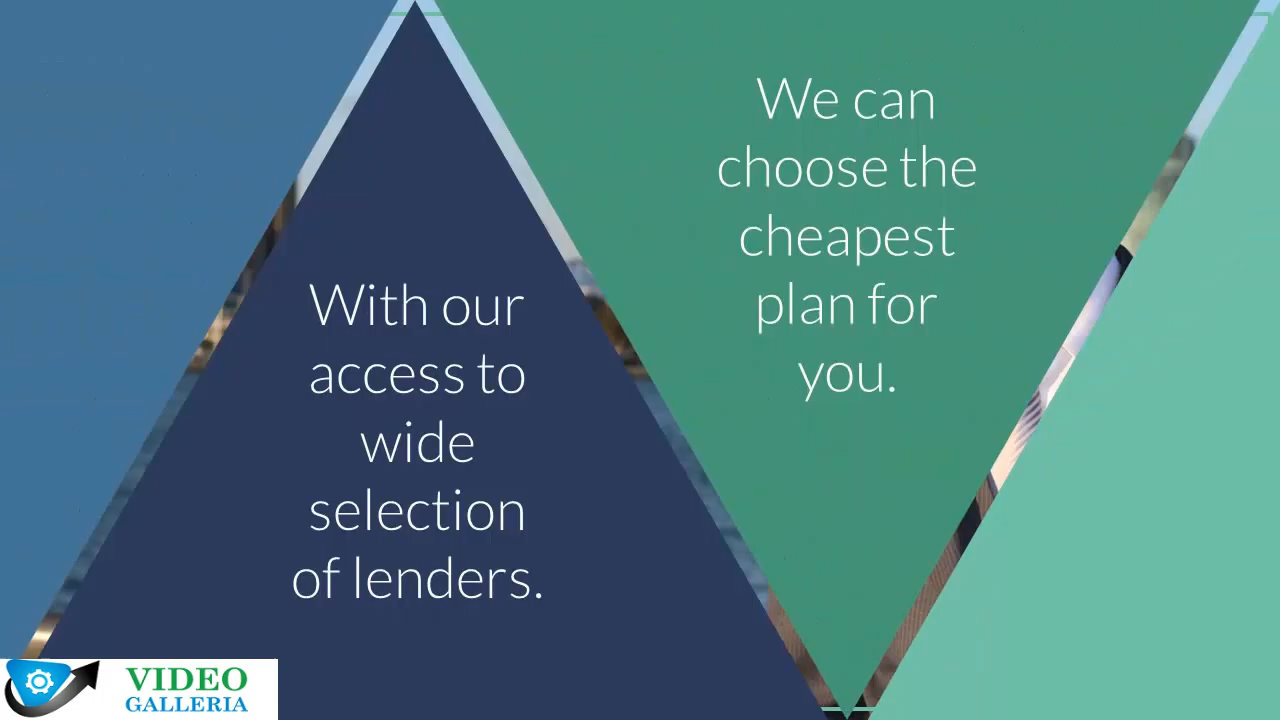 With our
access to
wide
selection
of lenders.
We can
choose the
cheapest
plan for
you.
VIDEO
GALLERIA